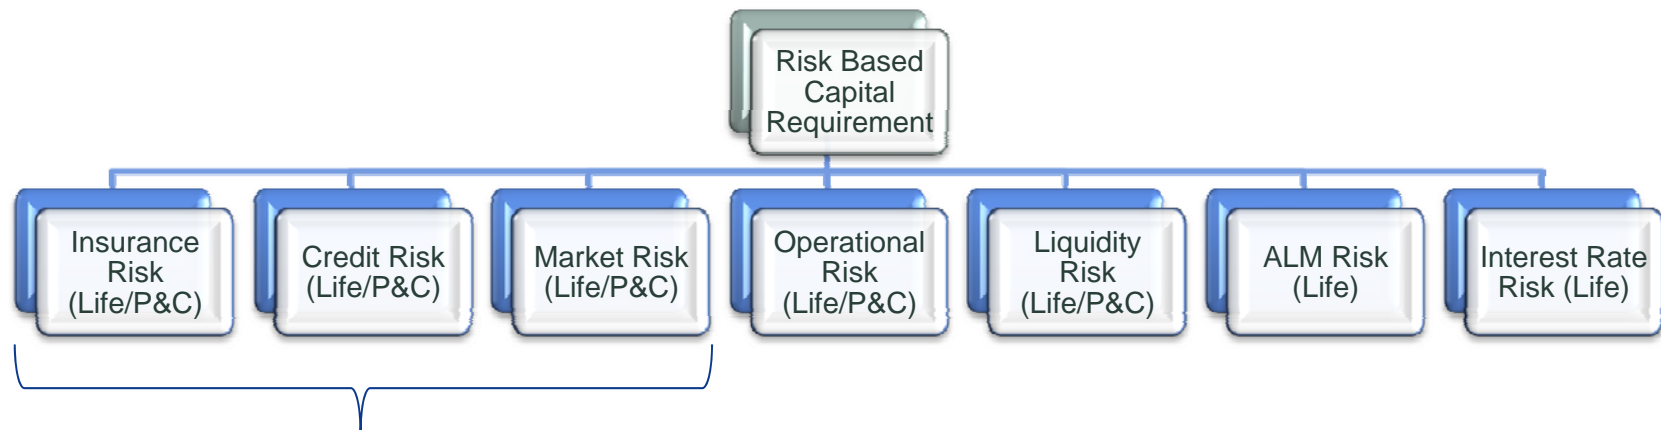 Risk Based
Capital
Requirement
Insurance
Risk
(Life/P&C)
Credit Risk
(Life/P&C)
Market Risk
(Life/P&C)
Operational
Risk
(Life/P&C)
Liquidity
Risk
(Life/P&C)
ALM Risk
(Life)
Interest Rate
Risk (Life)